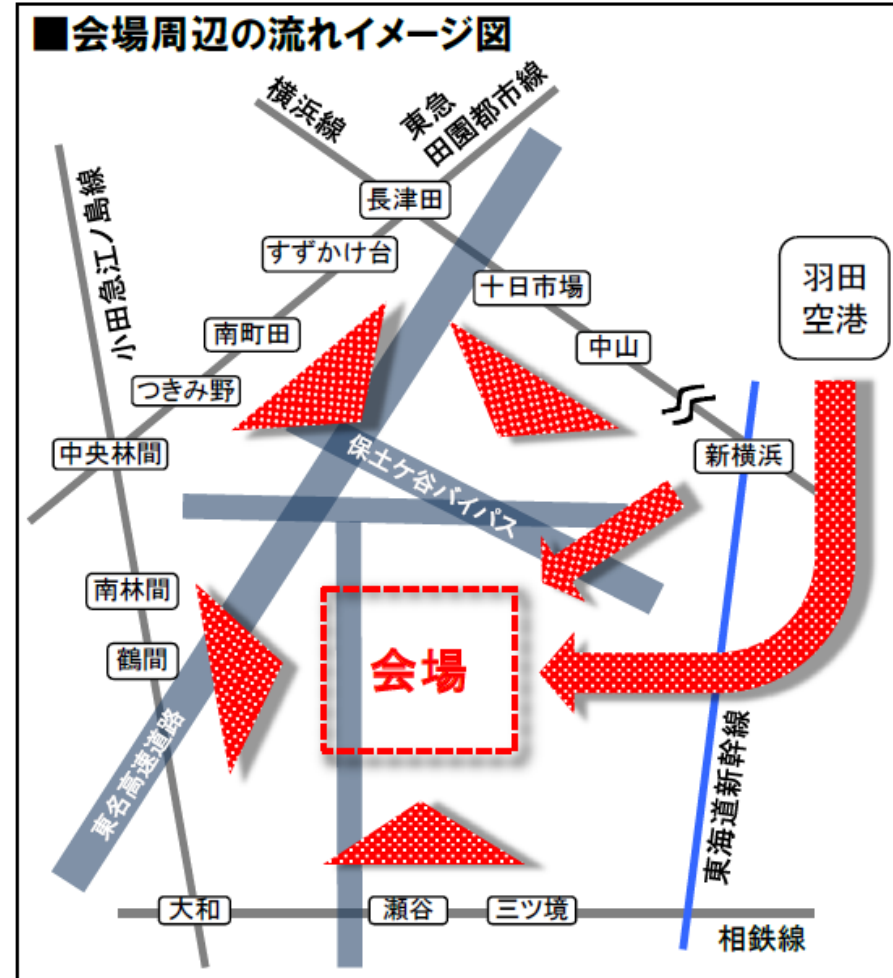 ■会場周辺の流れイメージ図
横浜線
東急
田園都市線
小田急江ノ島線
長津田
すずかけ台
十日市場
羽田
空港
南町田
中山
つきみ野
中央林間
保土ケ谷バイパス
新横浜
南林間
鶴間
会場
東名高速道路
東海道新幹線
大和
瀬谷
三ツ境
相鉄線